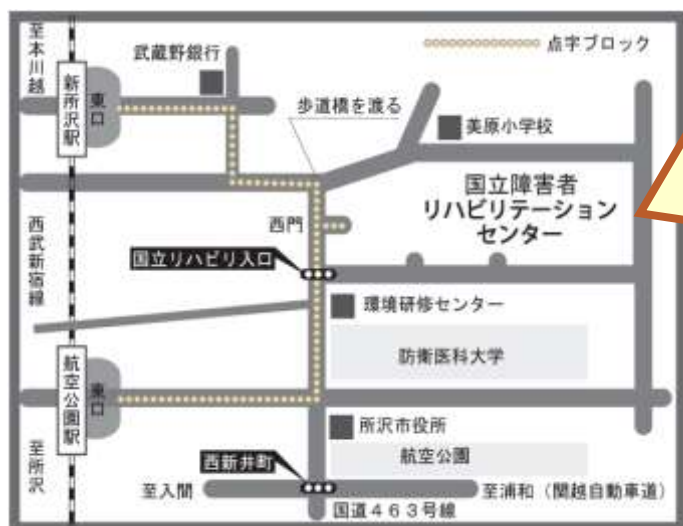 至本川越
武蔵野銀行
点字ブロック
新所沢駅
東口
歩道橋を渡る
美原小学校
国立障害者
リハビリテーション
センター
西門
西武新宿線
国立リハビリ入口
環境研修センター
防衛医科大学
航空公園駅
東口
所沢市役所
航空公園
至所沢
西新井町
至入間
至浦和（関越自動車道）
国道463号線